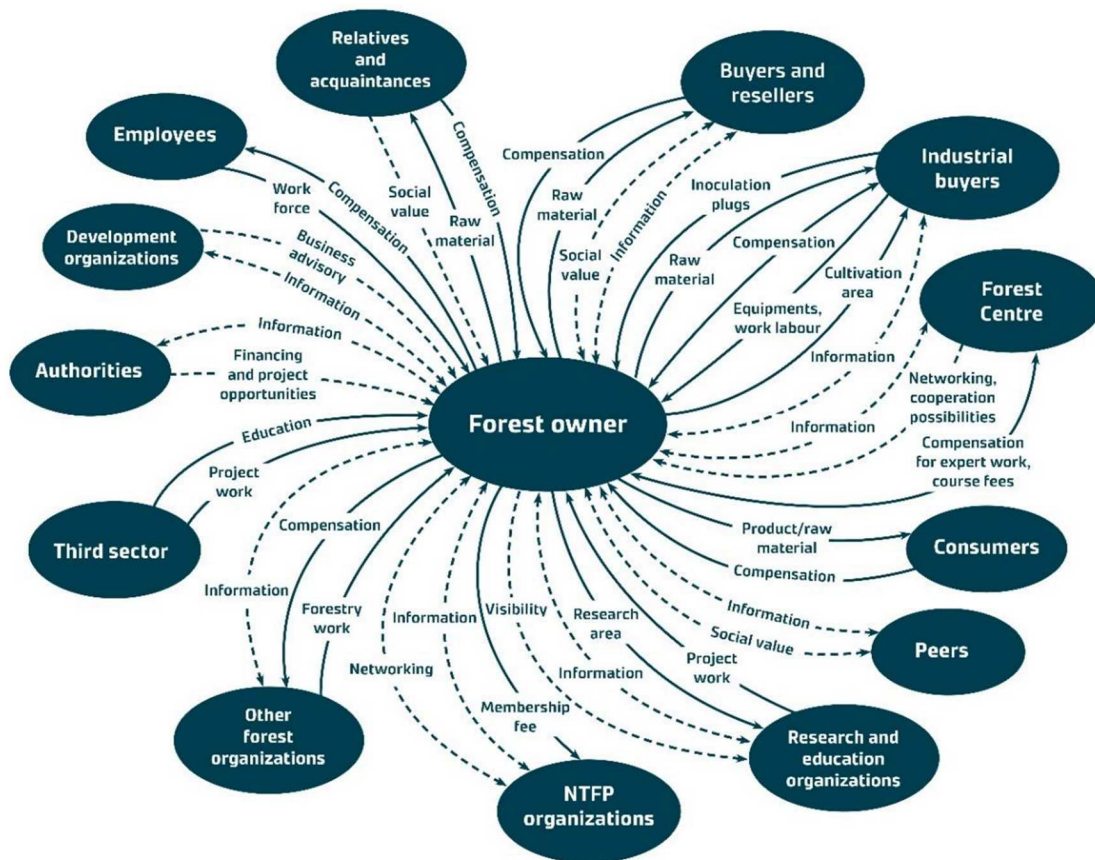 Relatives
and
acquaintances
Buyers and
resellers
Employees
Industrial
buyers
Development
organizations
Forest
Centre
Authorities
Forest owner
Third sector
Consumers
Peers
Other
forest
organizations
NTFP
organizations
Research and
education
organizations
Compensation
Social
value
Raw
material
Work
force
Compensation
Business
advisory
Information
Information
Financing
and project
opportunities
Education
Project
work
Compensation
Raw
material
Social
value
Information
Inoculation
plugs
Raw
material
Compensation
Equipments,
work labour
Cultivation
area
Information
Information
Networking,
cooperation
possibilities
Compensation
for expert work,
course fees
Product/raw
material
Compensation
Information
Social value
Information
Compensation
Forestry
work
Networking
Information
Membership
fee
Visibility
Information
Research
area
Project
work